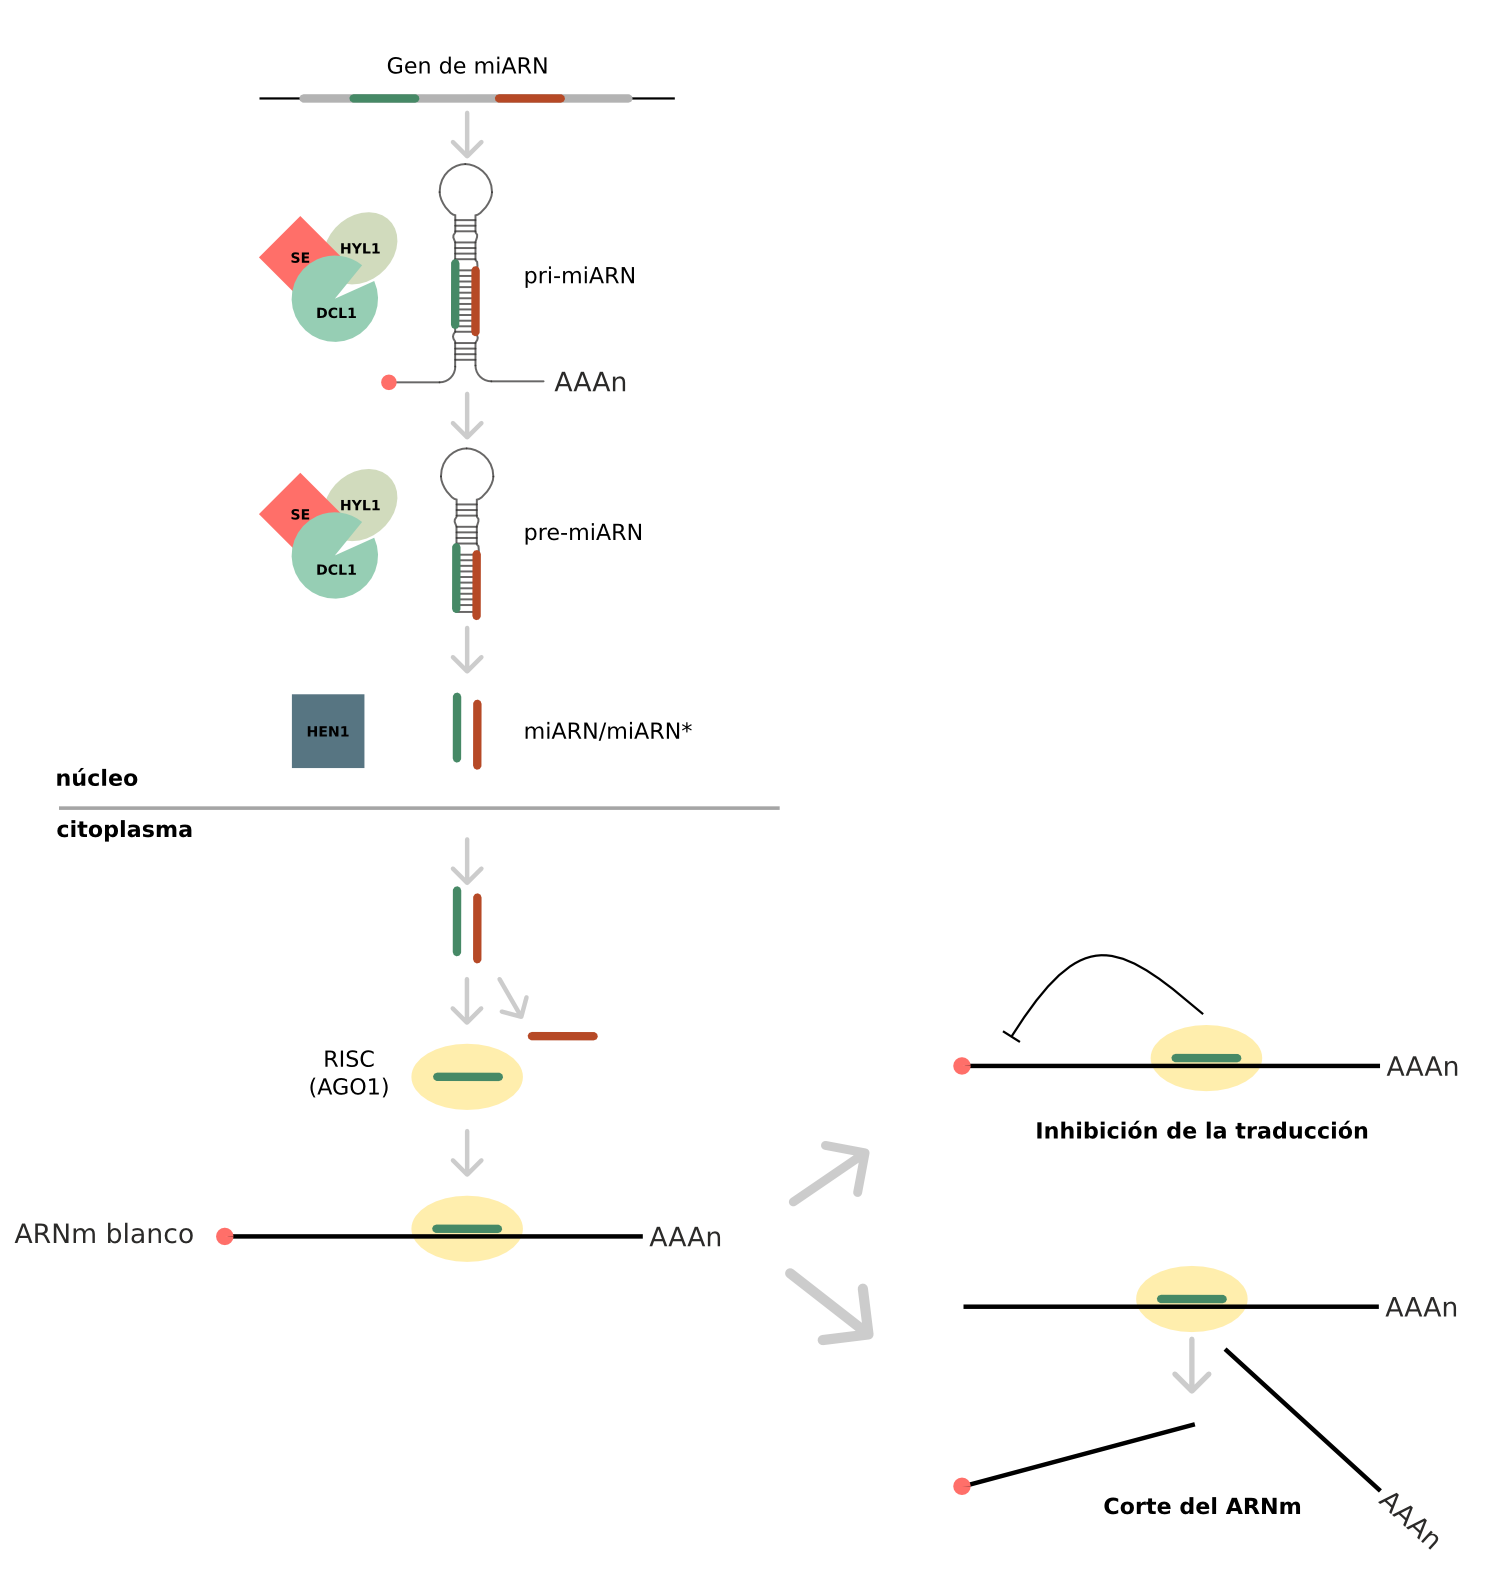 Gen de miARN
SE
HYL1
DCL1
pri-miARN
AAAn
SE
HYL1
DCL1
pre-miARN
HEN1
miARN/miARN*
núcleo
citoplasma
RISC
(AGO1)
ARNm blanco
AAAn
AAAn
Inhibición de la traducción
AAAn
Corte del ARNm
AAAn